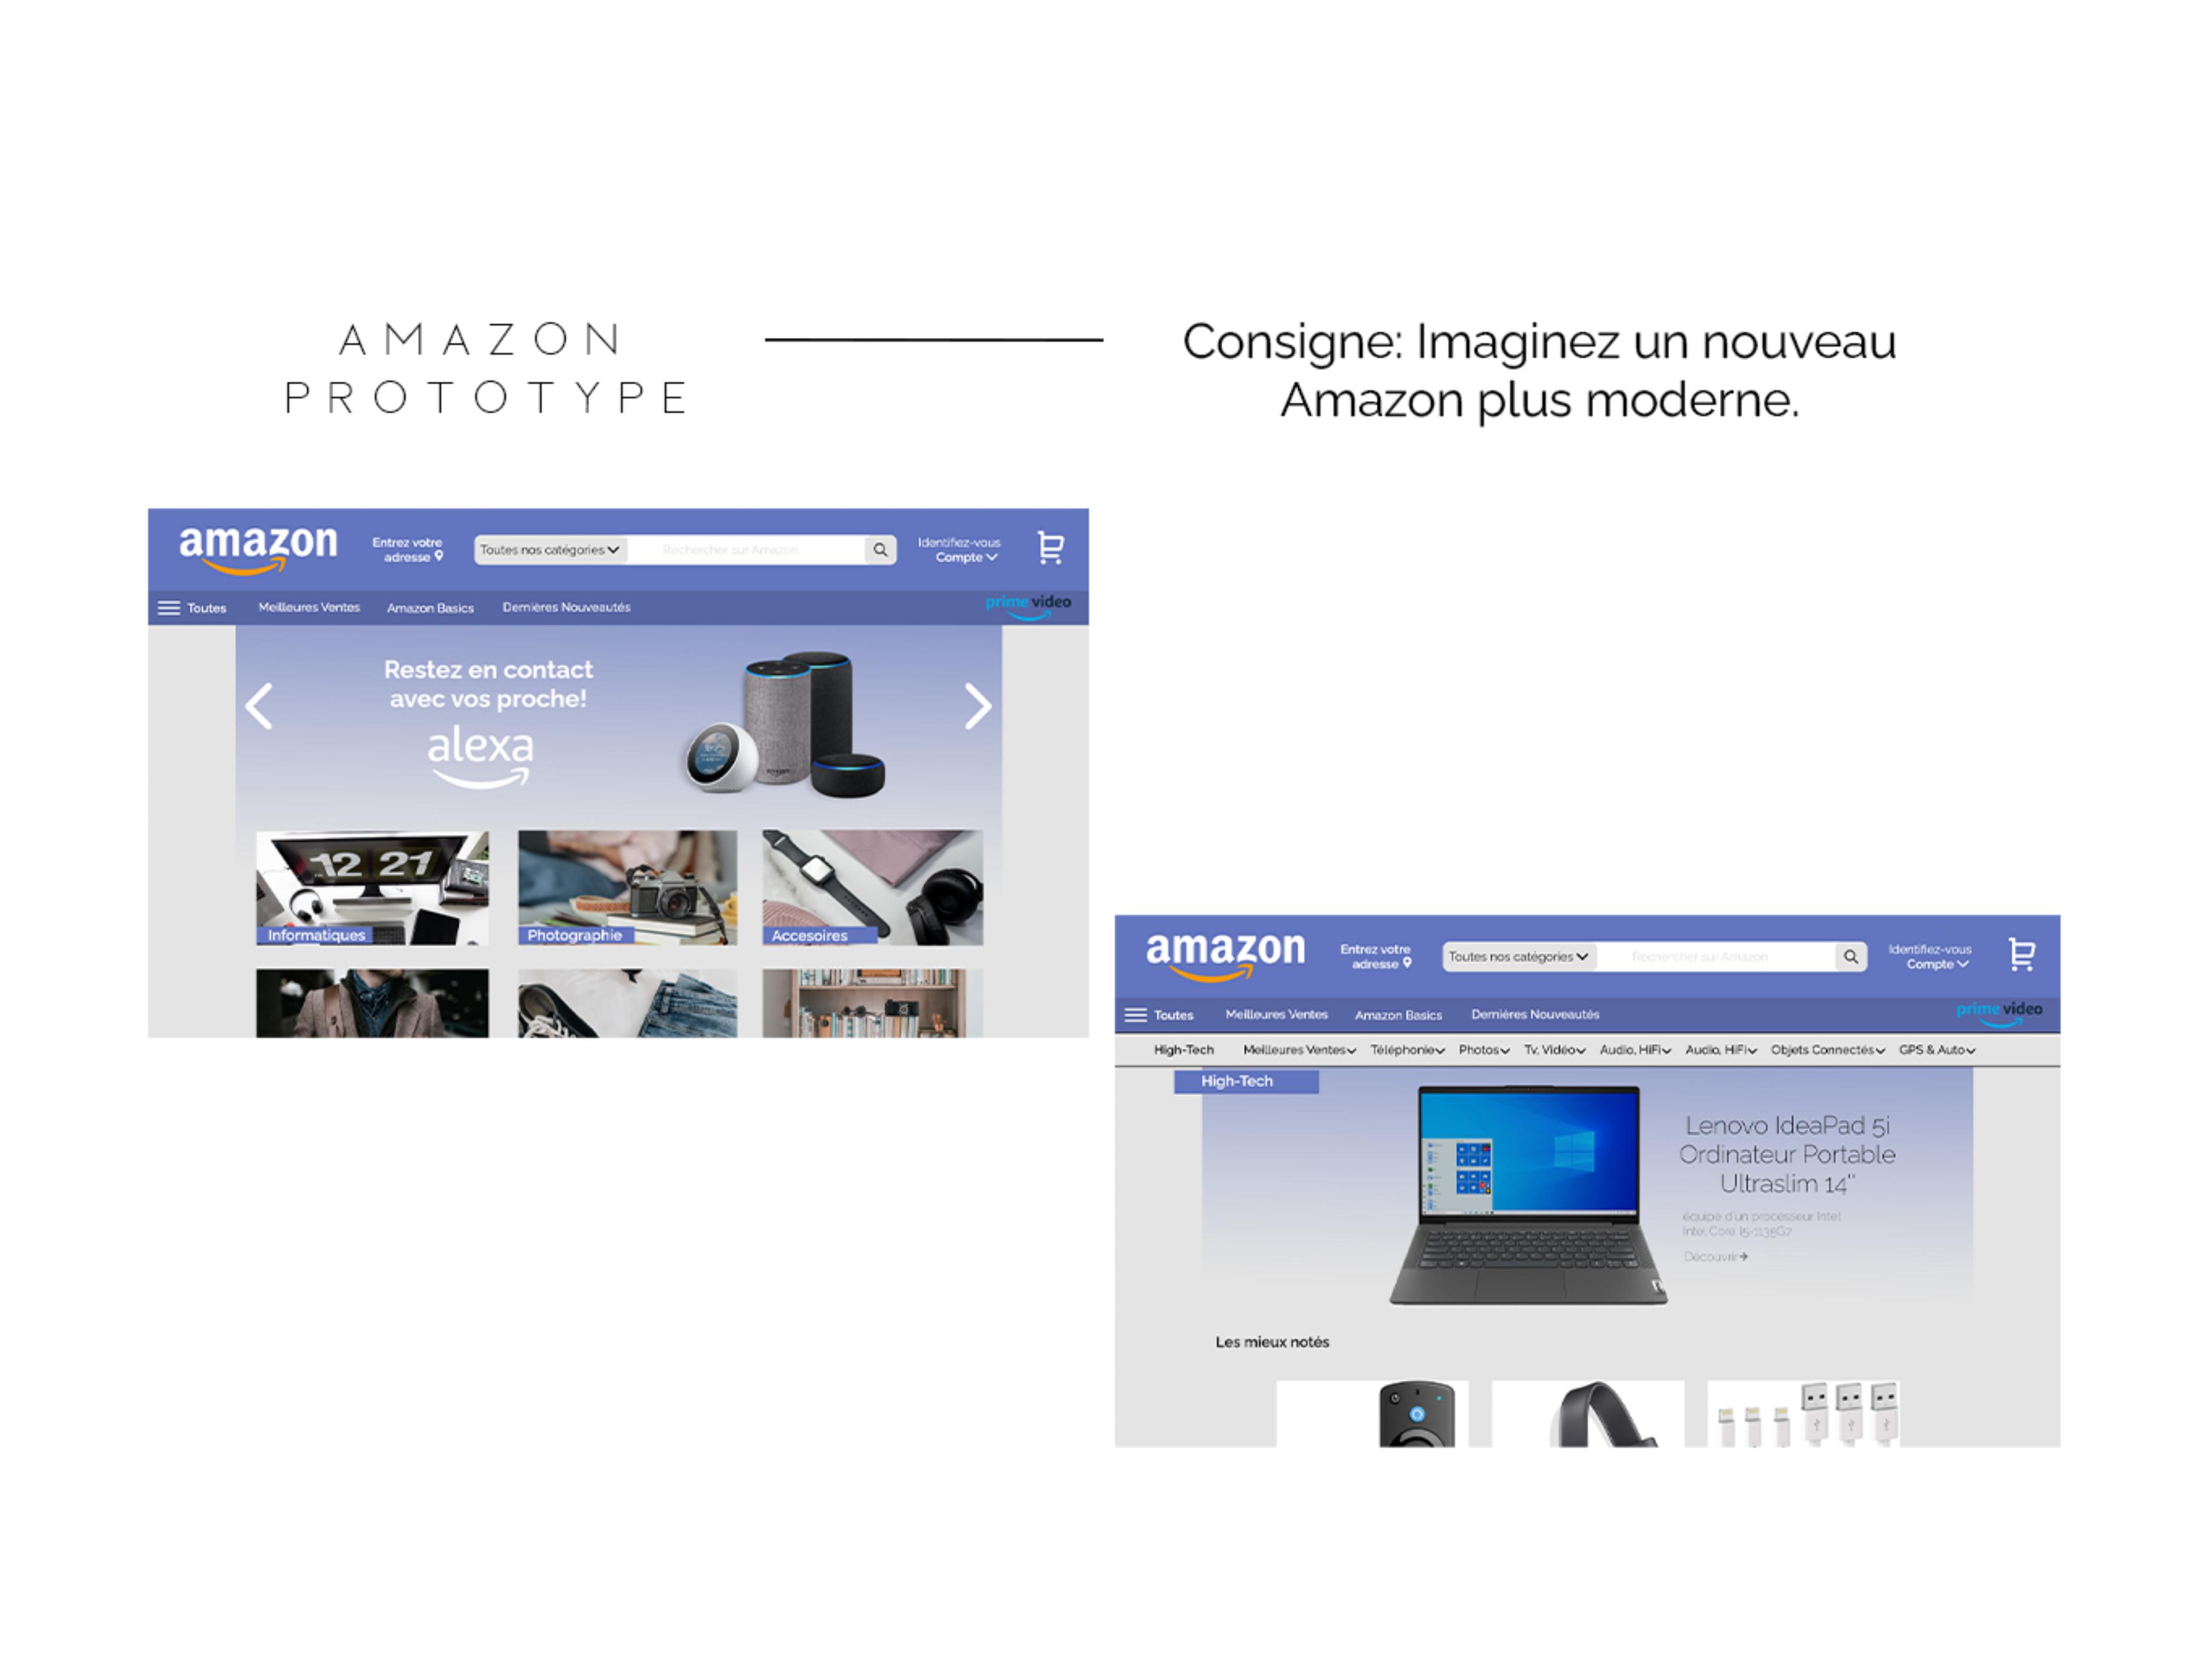 AMAZON
PROTOTYPE
Consigne: Imaginez un nouveau
Amazon plus moderne.
amazon
Entrez votre
adresse
Toutes nos catégories
Rechercher sur Amazon
Identifiez-vous
Compte
Toutes
Meilleures Ventes
Amazon Basics
Dernières Nouveautés
prime video
Restez en contact
avec vos proche!
alexa
12 21
Informatiques
Photographie
Accesoires
amazon
Entrez votre
adresse
Toutes nos catégories
Rechercher sur Amazon
Identifiez-vous
Compte
Toutes
Meilleures Ventes
Amazon Basics
Dernières Nouveautés
prime video
High-Tech
Meilleures Ventes
Téléphonie
Photos
Tv, Vidéo
Audio, HiFi
Audio, HiFi
Objets Connectés
GPS & Auto
High-Tech
Lenovo IdeaPad 5i
Ordinateur Portable
Ultraslim 14"
équipe d'un processeur Intel
Intel Core i5-1135G7
Découvrir
Les mieux notés